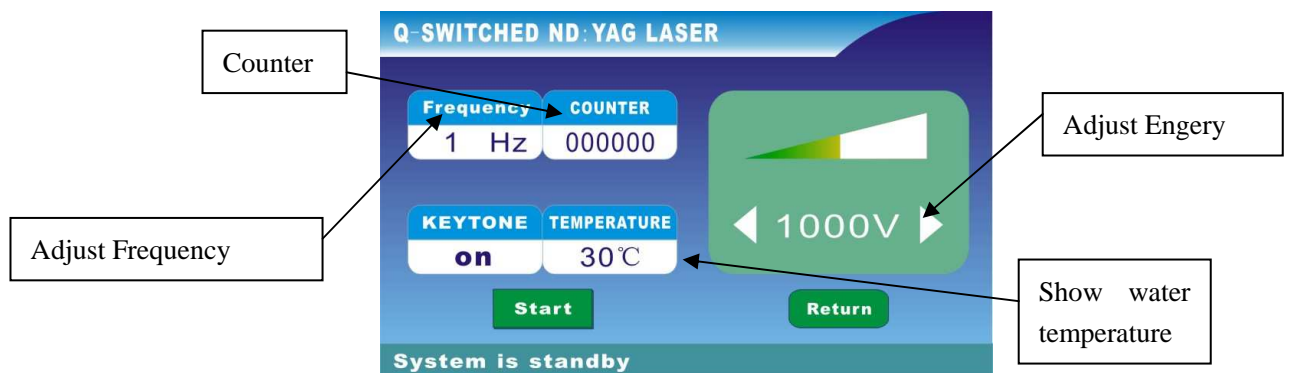 Q-SWITCHED ND:YAG LASER
Counter
Frequency COUNTER
1 Hz 000000
Adjust Engery
KEYTONE TEMPERATURE
1000V
Adjust Frequency
on 30℃
Show water
temperature
Start Return
System is standby